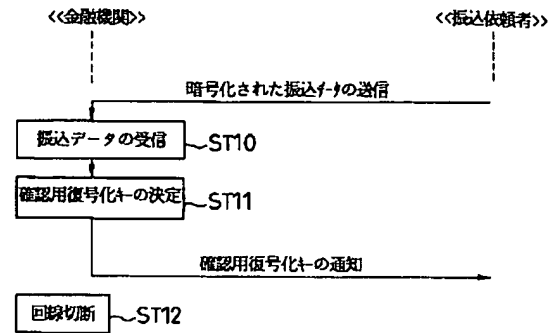 <<金融機関>>
<<振込依頼者>>
暗号化された振込データの送信
振込データの受信
ST10
確認用復号化キーの決定
ST11
確認用復号化キーの通知
回線切断
ST12